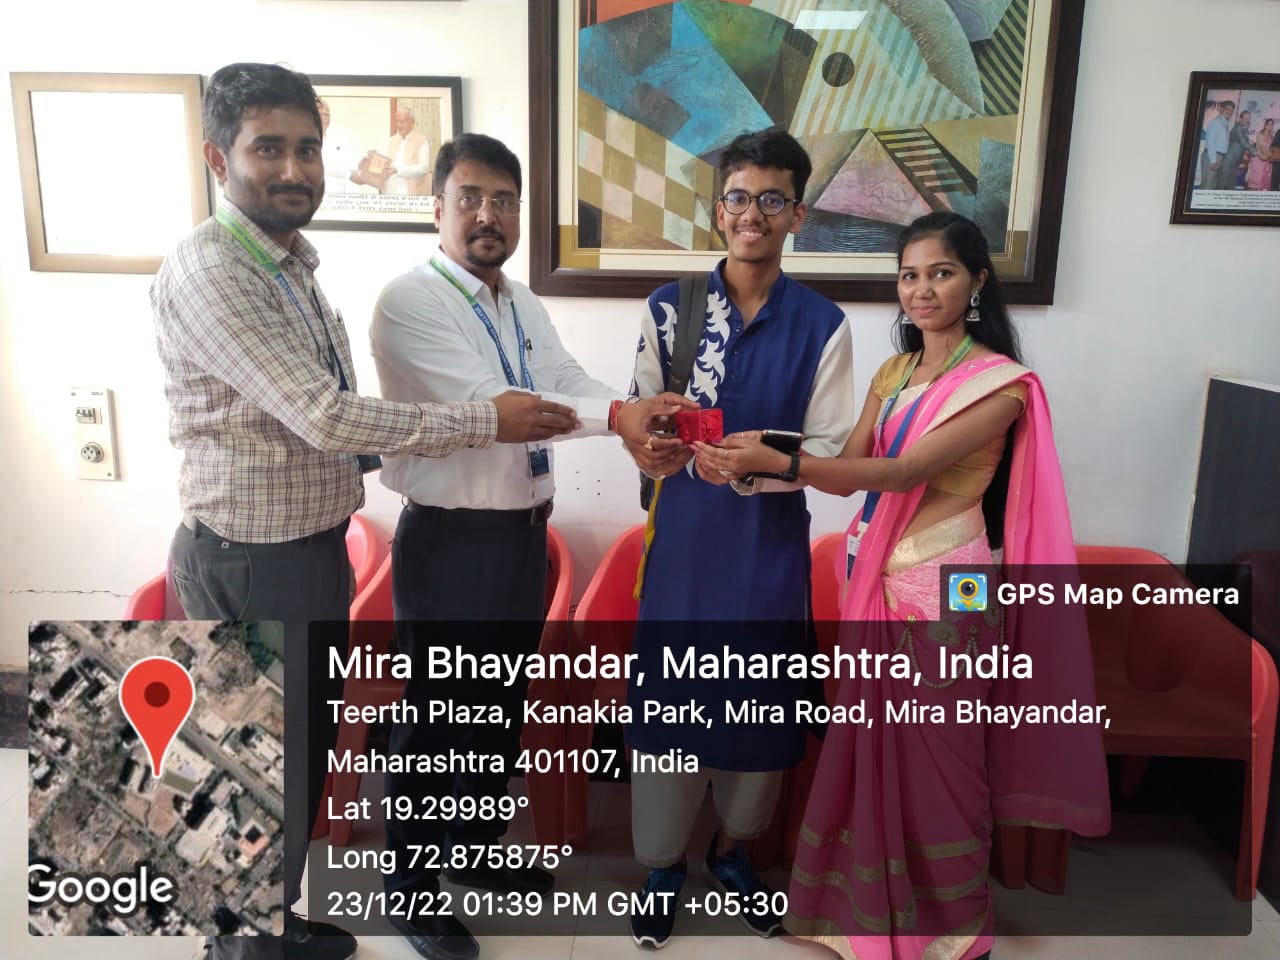 GPS Map Camera
Mira Bhayandar, Maharashtra, India
Teerth Plaza, Kanakia Park, Mira Road, Mira Bhayandar,
Maharashtra 401107, India
Lat 19.29989°
Long 72.875875°
23/12/22 01:39 PM GMT +05:30
Google